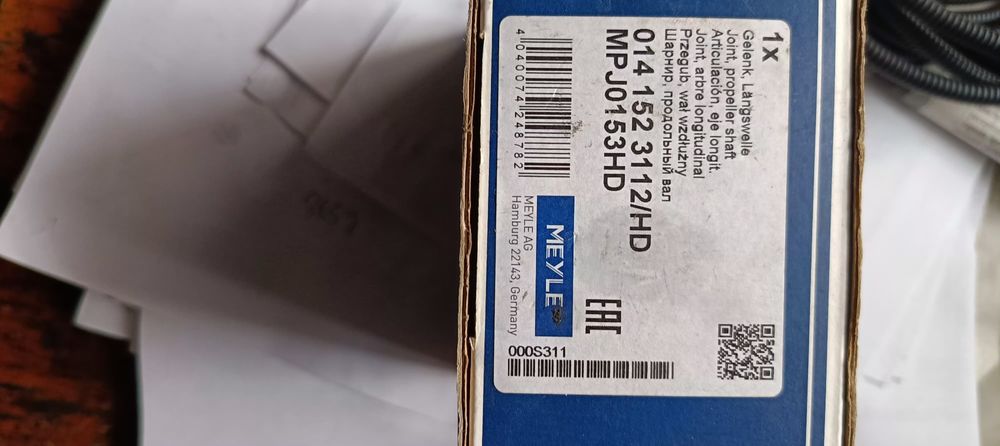 1x
Gelenk, Längswelle
Joint, propeller shaft
Articulación, eje longit.
Joint, arbre longitudinal
Przegub, wał wzdłużny
Шарнир, продольный вал
014 152 3112/HD
MPJ0153HD
4040074248782
MEYLE
MEYLE AG
Hamburg 22143, Germany
EAC
000S311